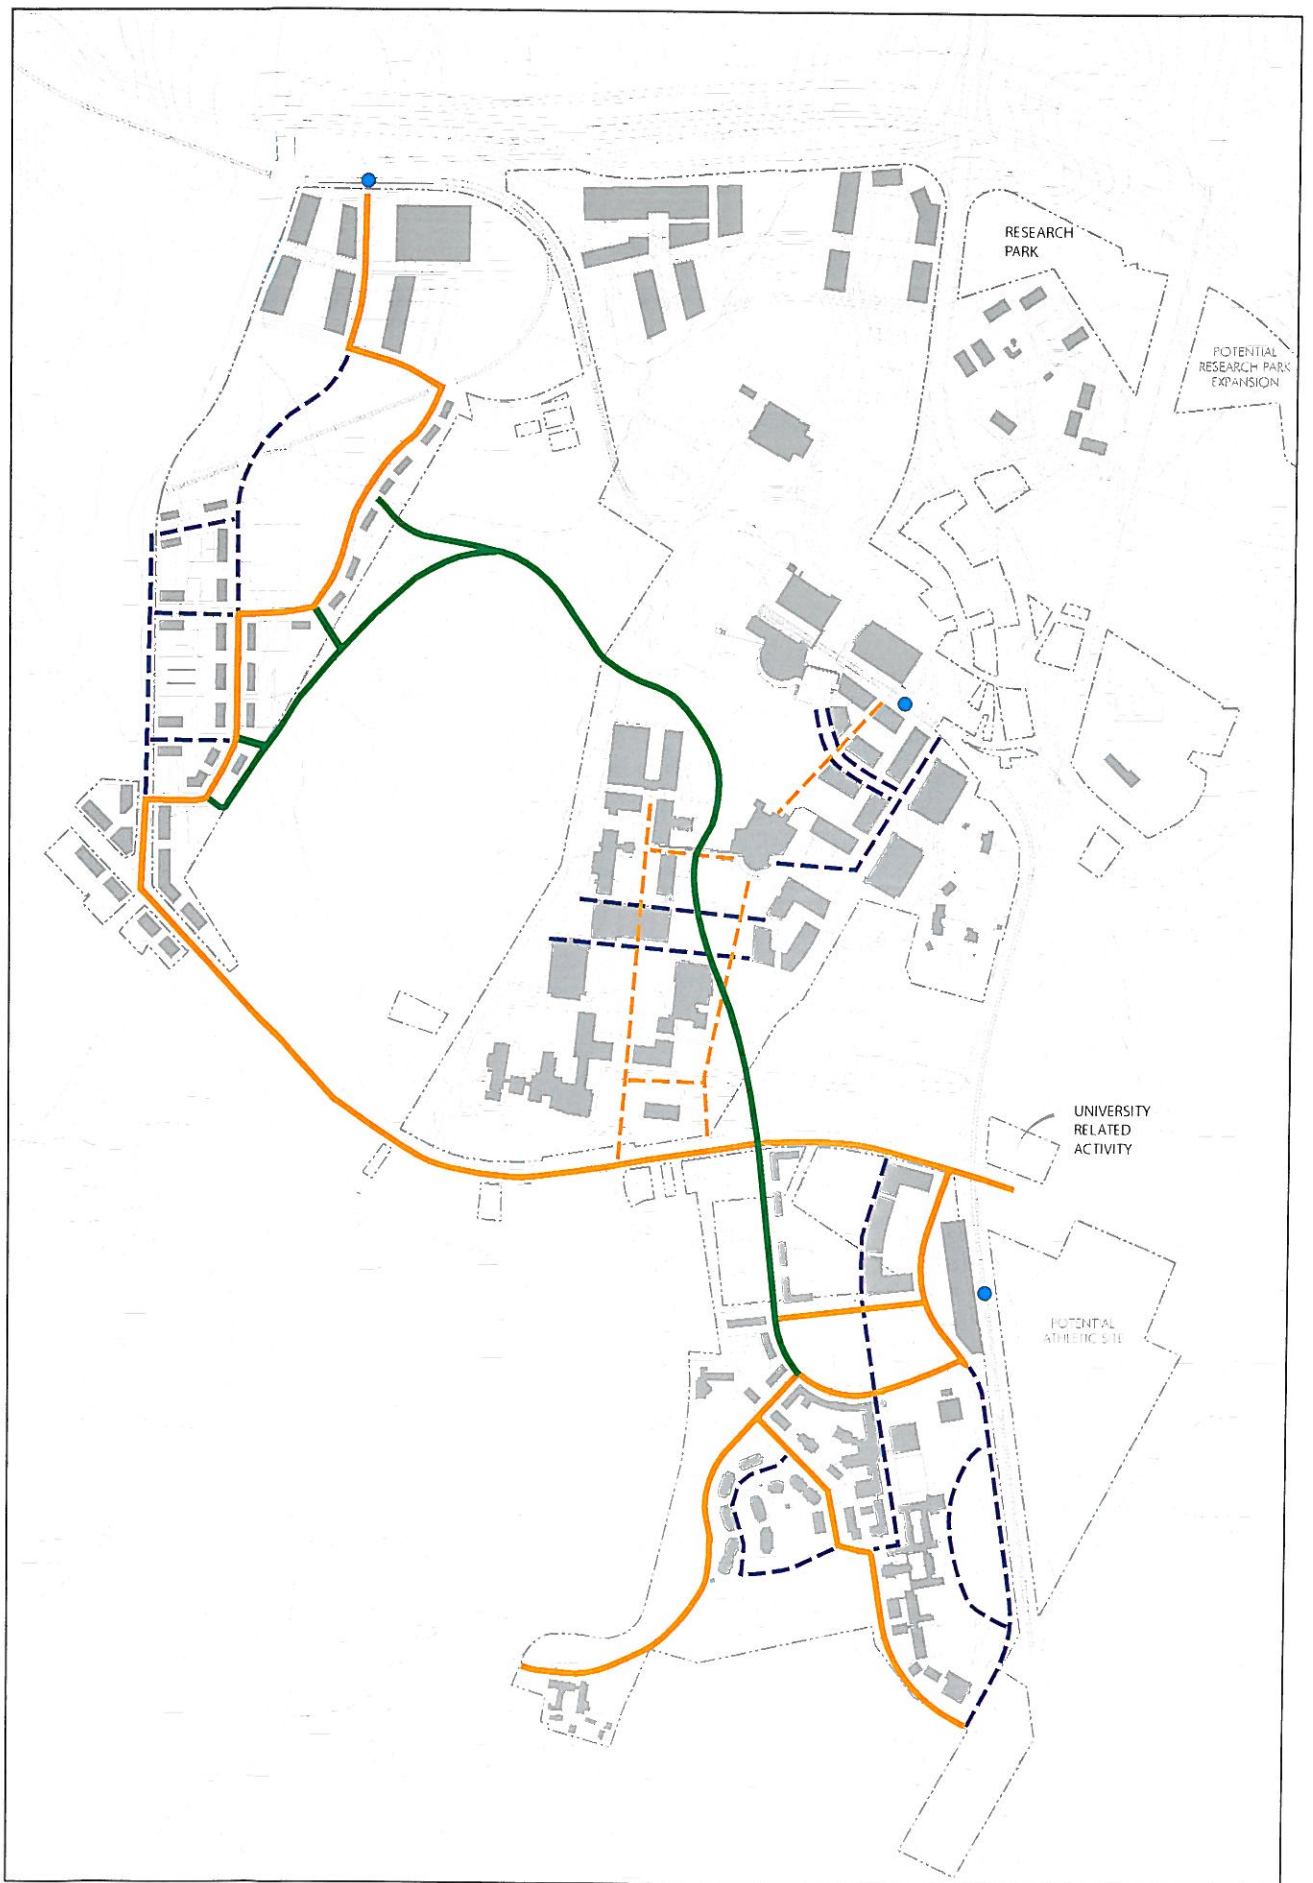 RESEARCH
PARK
POTENTIAL
RESEARCH PARK
EXPANSION
UNIVERSITY
RELATED
ACTIVITY
POTENTIAL
ATHLETIC SITE